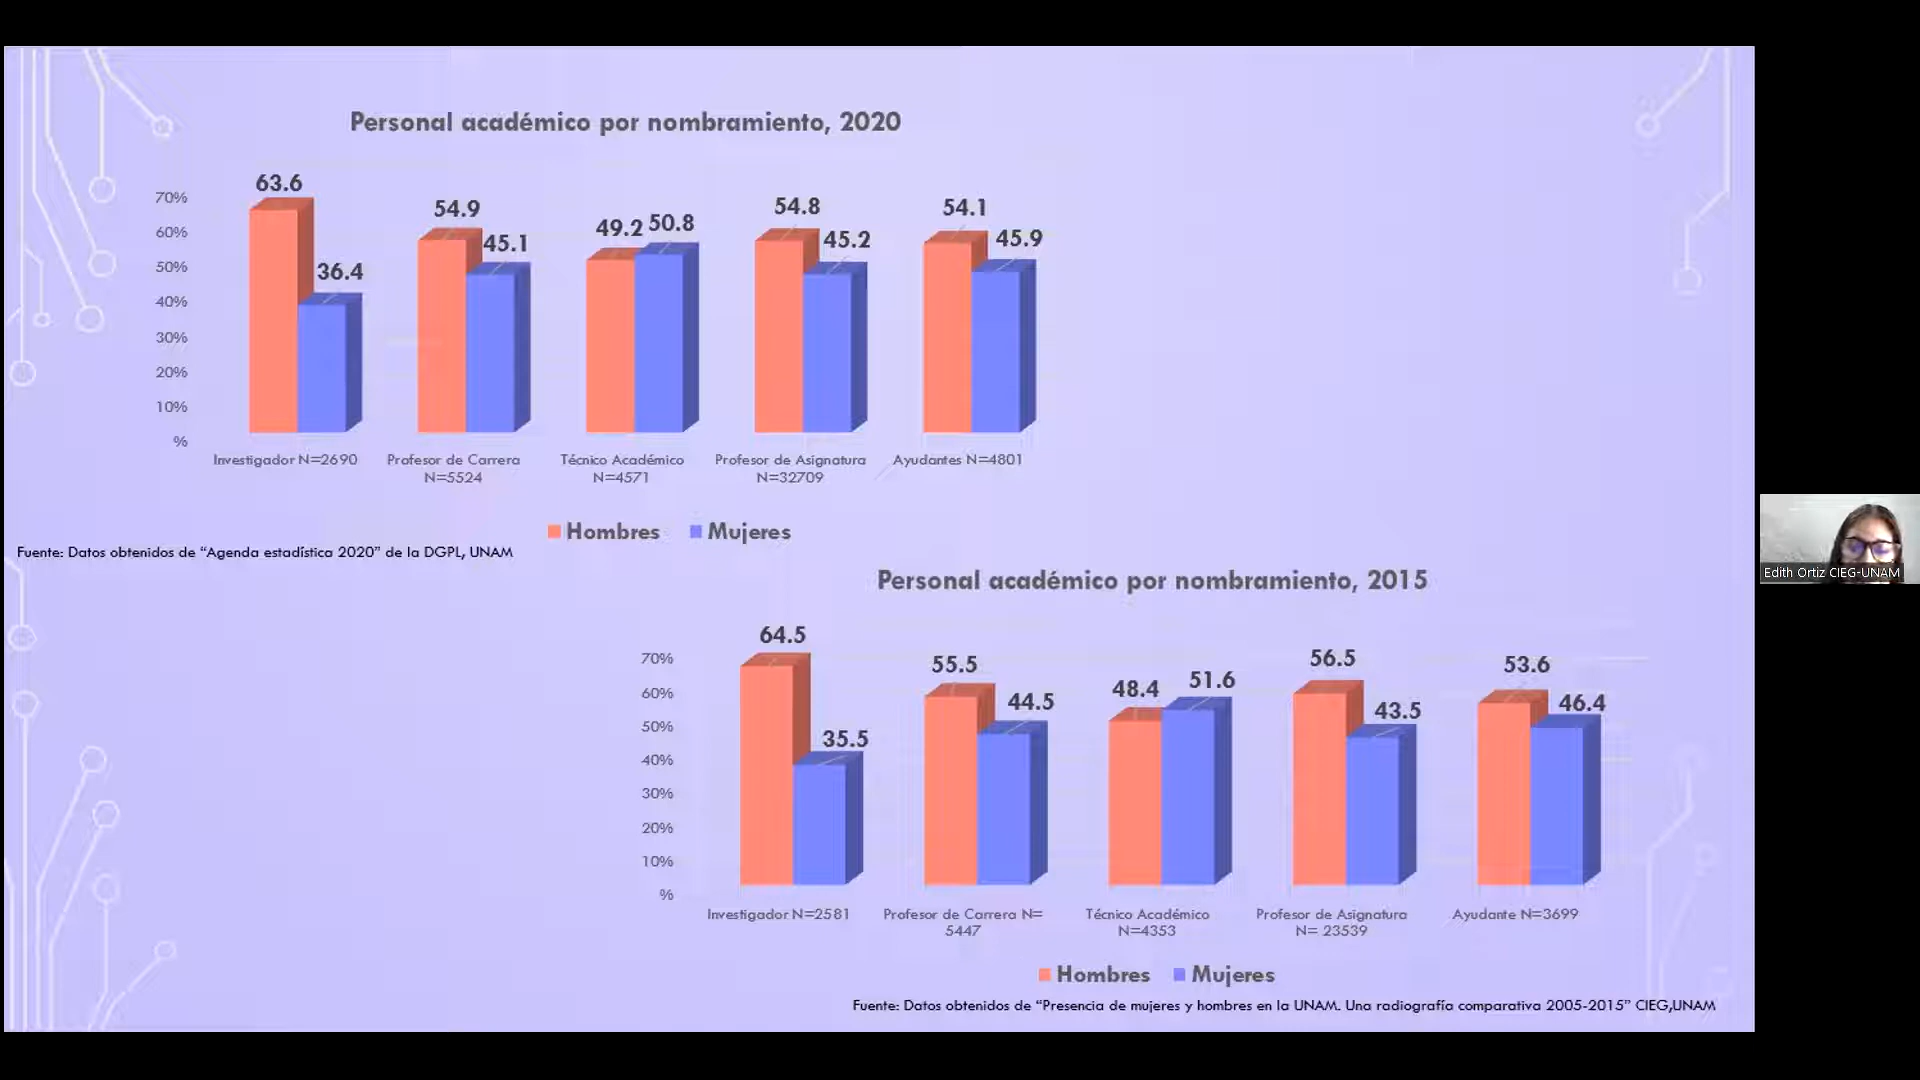 Personal académico por nombramiento, 2020
63.6
36.4
54.9
45.1
49.2
50.8
54.8
45.2
54.1
45.9
70%
60%
50%
40%
30%
20%
10%
%
Investigador N=2690
Profesor de Carrera
N=5524
Técnico Académico
N=4571
Profesor de Asignatura
N=32709
Ayudantes N=4801
Hombres
Mujeres
Fuente: Datos obtenidos de “Agenda estadística 2020” de la DGPL, UNAM
Personal académico por nombramiento, 2015
64.5
35.5
55.5
44.5
48.4
51.6
56.5
43.5
53.6
46.4
70%
60%
50%
40%
30%
20%
10%
%
Investigador N=2581
Profesor de Carrera N=
5447
Técnico Académico
N=4353
Profesor de Asignatura
N= 23539
Ayudante N=3699
Hombres
Mujeres
Fuente: Datos obtenidos de “Presencia de mujeres y hombres en la UNAM. Una radiografía comparativa 2005-2015” CIEG,UNAM
Edith Ortiz CIEG-UNAM